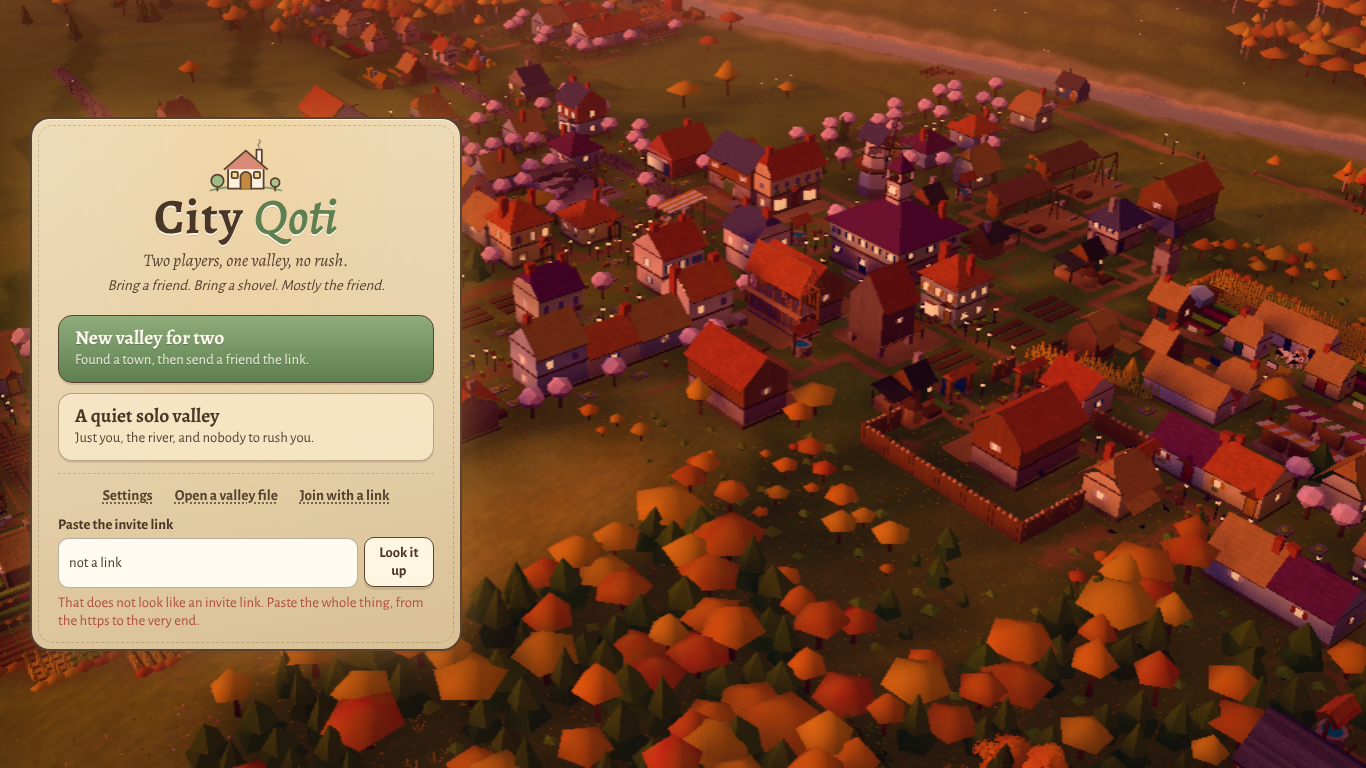 City Qoti
Two players, one valley, no rush.
Bring a friend. Bring a shovel. Mostly the friend.
New valley for two
Found a town, then send a friend the link.
A quiet solo valley
Just you, the river, and nobody to rush you.
Settings Open a valley file Join with a link
Paste the invite link
not a link
Look it
up
That does not look like an invite link. Paste the whole thing, from
the https to the very end.